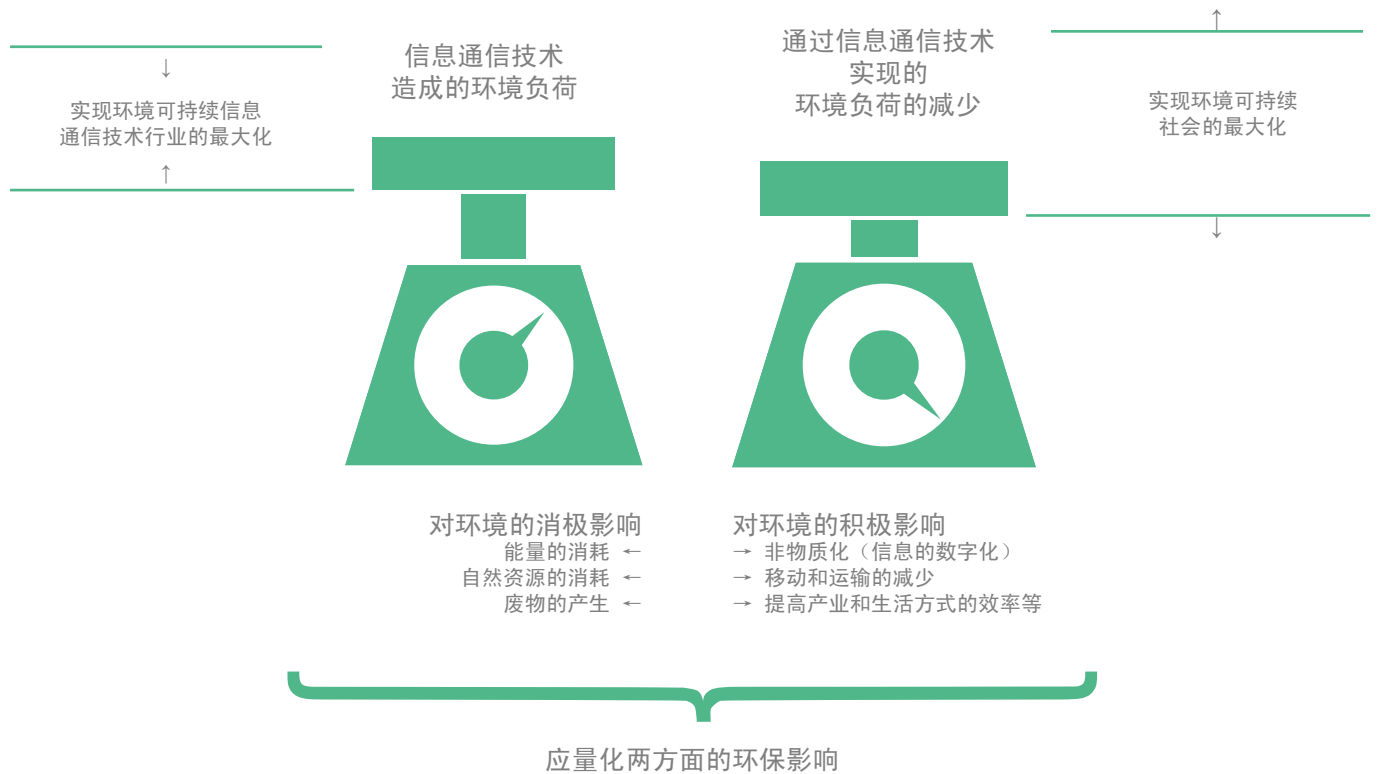 信息通信技术
造成的环境负荷
通过信息通信技术
实现的
环境负荷的减少
↓
实现环境可持续信息
通信技术行业的最大化
↑
↑
实现环境可持续
社会的最大化
↓
对环境的消极影响
能量的消耗 ←
自然资源的消耗 ←
废物的产生 ←
对环境的积极影响
→ 非物质化（信息的数字化）
→ 移动和运输的减少
→ 提高产业和生活方式的效率等
应量化两方面的环保影响